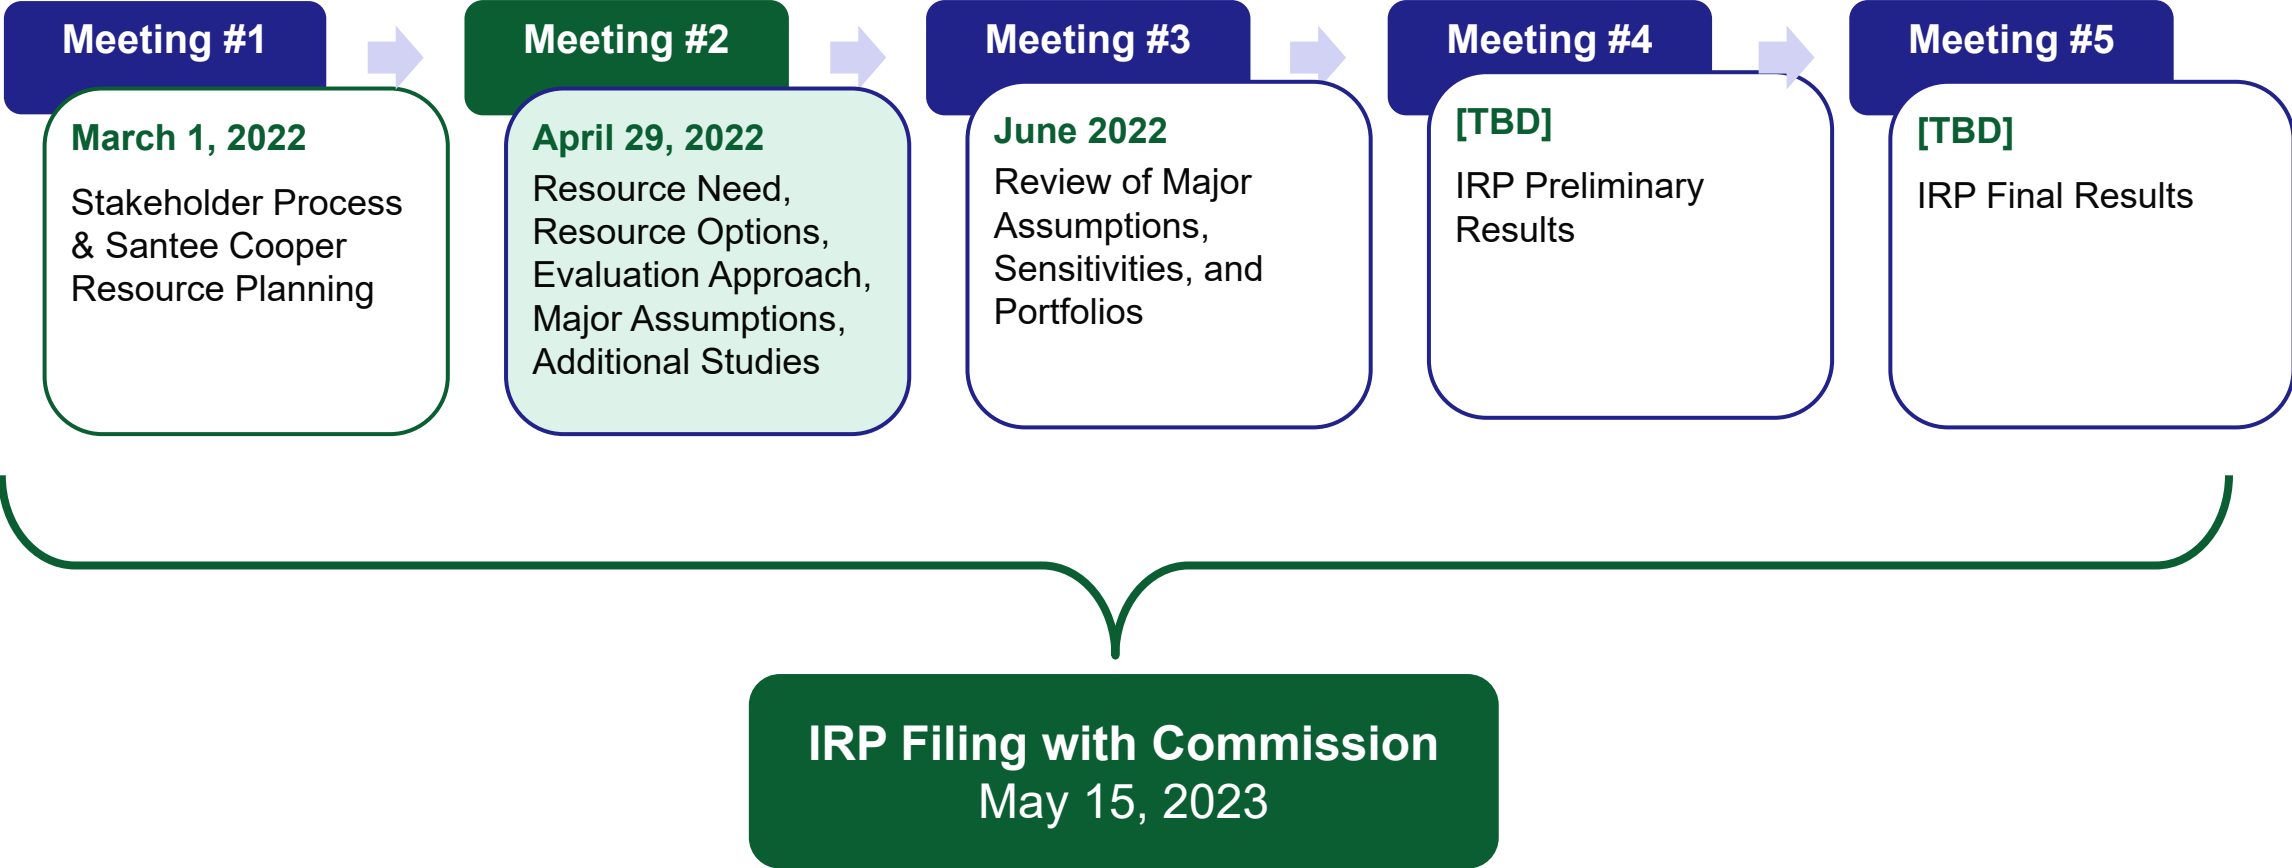 Meeting #1
March 1, 2022
Stakeholder Process
& Santee Cooper
Resource Planning
Meeting #2
April 29, 2022
Resource Need,
Resource Options,
Evaluation Approach,
Major Assumptions,
Additional Studies
Meeting #3
June 2022
Review of Major
Assumptions,
Sensitivities, and
Portfolios
Meeting #4
[TBD]
IRP Preliminary
Results
Meeting #5
[TBD]
IRP Final Results
IRP Filing with Commission
May 15, 2023